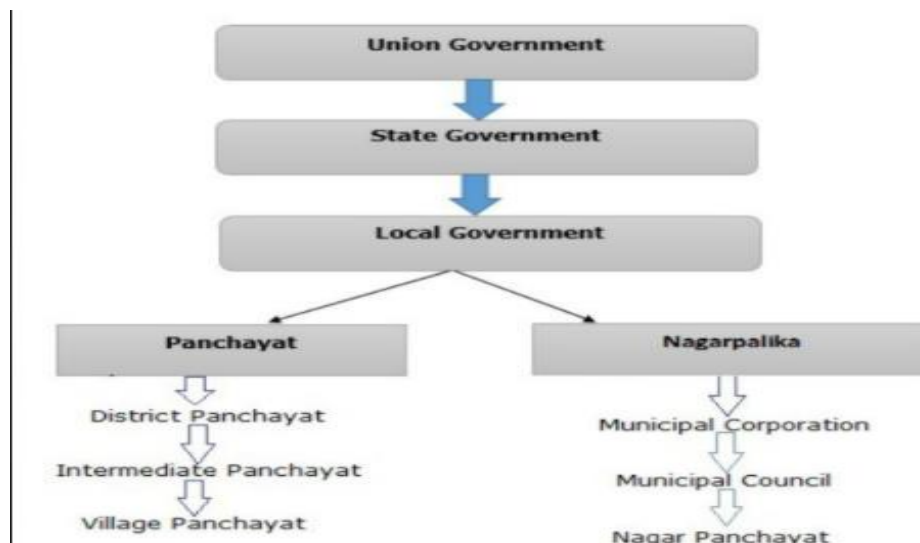 Union Government
State Government
Local Government
Panchayat
District Panchayat
Intermediate Panchayat
Village Panchayat
Nagarpalika
Municipal Corporation
Municipal Council
Nagar Panchayat